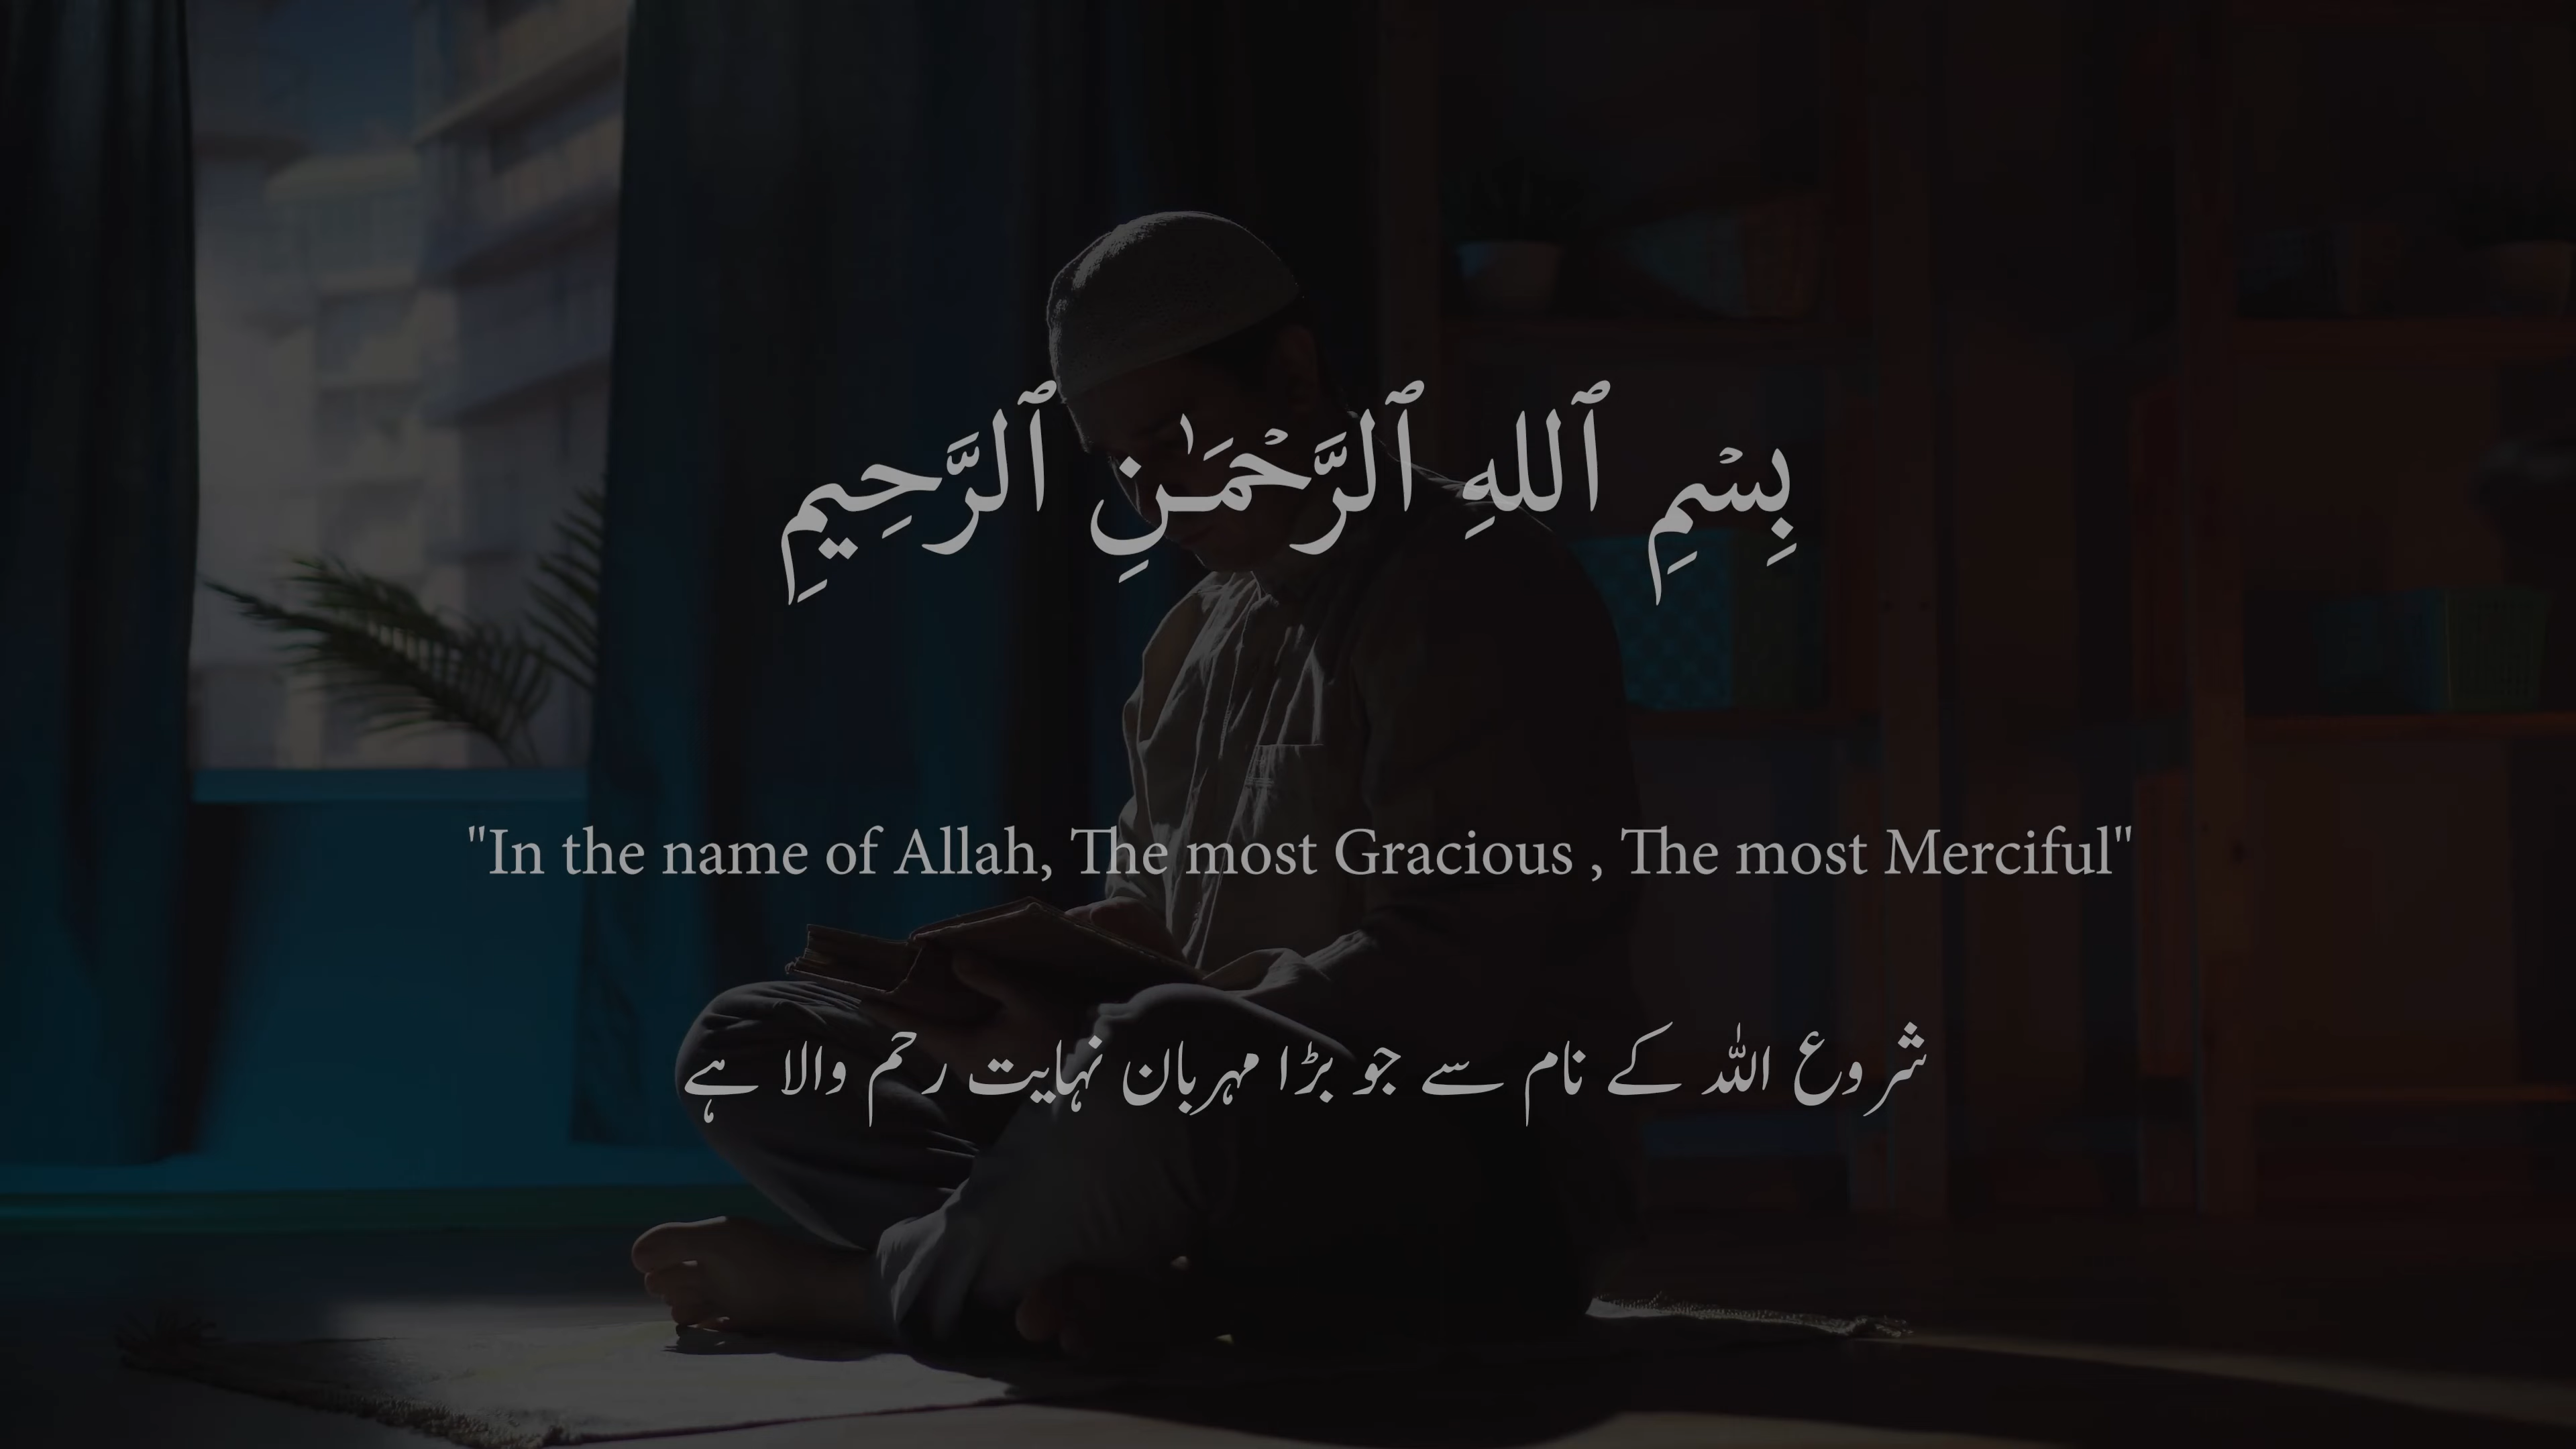 بِسْمِ ٱللهِ ٱلرَّحْمَـٰنِ ٱلرَّحِيمِ
"In the name of Allah, The most Gracious , The most Merciful"
شروع اللہ کے نام سے جو بڑا مہربان نہایت رحم والا ہے